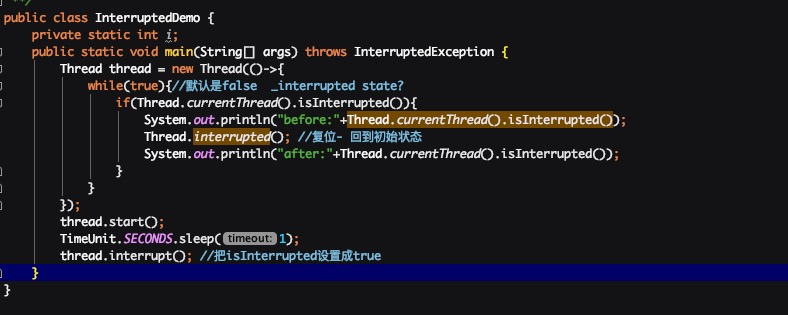 **/
public class InterruptedDemo {
private static int i;
public static void main(String[] args) throws InterruptedException {
Thread thread = new Thread(()->{
while(true){//默认是false  _interrupted state?
if(Thread.currentThread().isInterrupted()){
System.out.println("before:"+Thread.currentThread().isInterrupted());
Thread.interrupted(); //复位- 回到初始状态
System.out.println("after:"+Thread.currentThread().isInterrupted());
}
}
});
thread.start();
TimeUnit.SECONDS.sleep( timeout: 1);
thread.interrupt(); //把isInterrupted设置成true
}
}